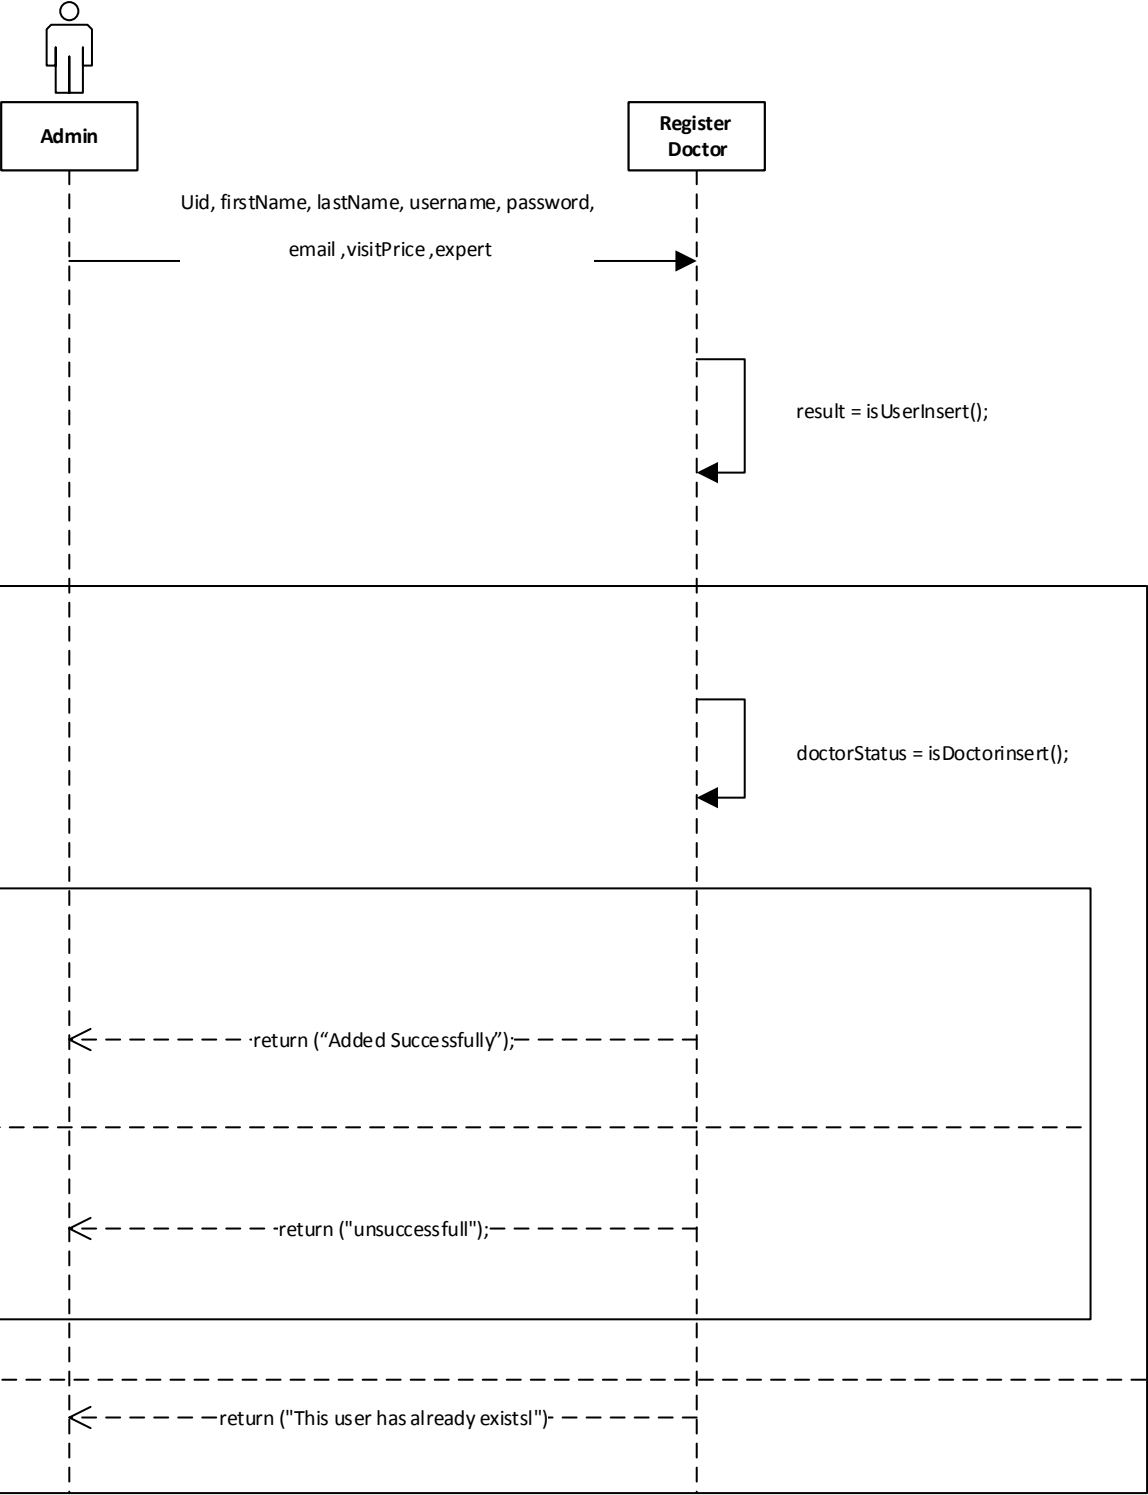 Admin
Register
Doctor
Uid, firstName, lastName, username, password,
email ,visitPrice ,expert
result = isUserInsert();
doctorStatus = isDoctorinsert();
return (“Added Successfully”);
return ("unsuccessfull");
return ("This user has already existsl")